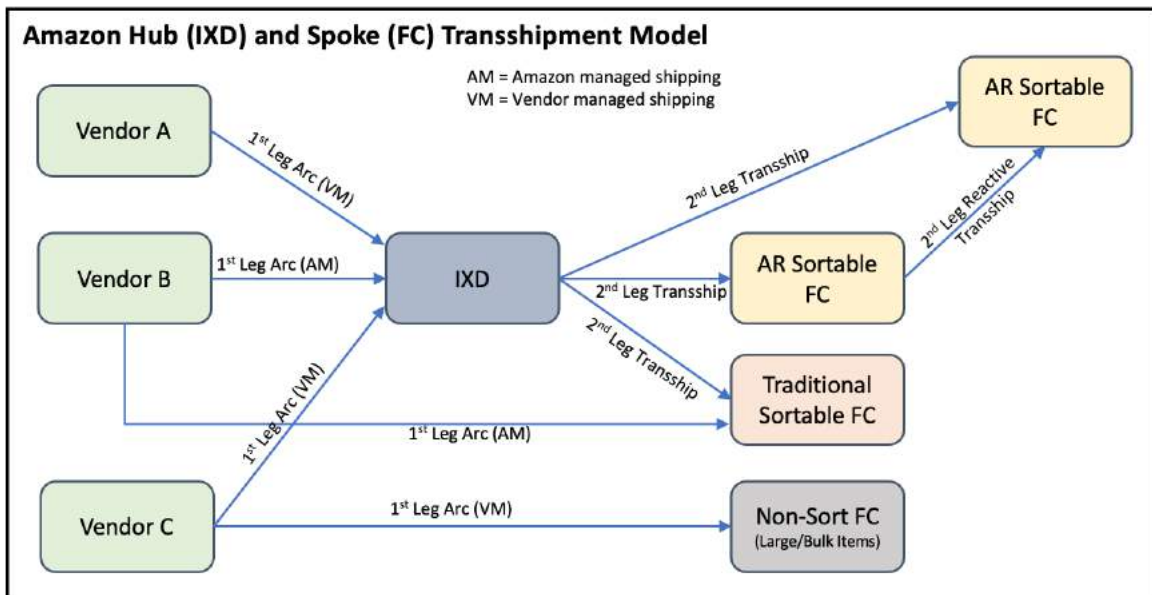 Amazon Hub (IXD) and Spoke (FC) Transshipment Model
AM = Amazon managed shipping
VM = Vendor managed shipping
Vendor A
1st Leg Arc (VM)
2nd Leg Transship
AR Sortable
FC
2nd Leg Reactive
Transship
Vendor B
1st Leg Arc (AM)
IXD
2nd Leg Transship
AR Sortable
FC
2nd Leg Transship
1st Leg Arc (VM)
1st Leg Arc (AM)
Traditional
Sortable FC
Vendor C
1st Leg Arc (VM)
Non-Sort FC
(Large/Bulk Items)